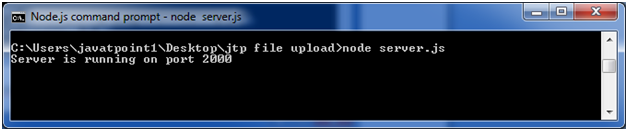 Node.js command prompt - node  server.js
C:\Users\javatpoint1\Desktop\jtp file upload>node server.js
Server is running on port 2000